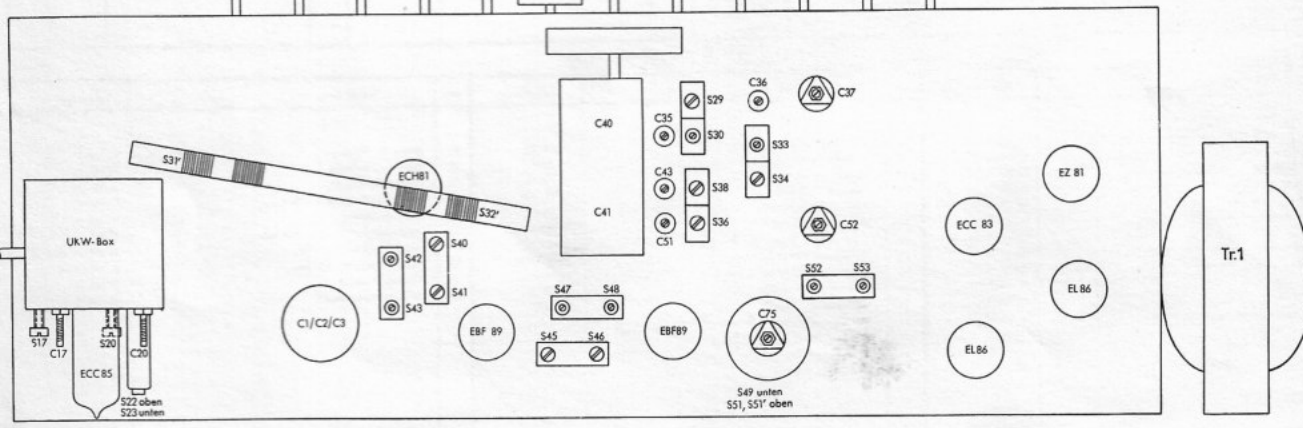 C36
C37
S29
C40
C35
S30
S33
S31'
ECH81
C43
S38
S34
EZ 81
S32'
C41
S36
C51
C52
ECC 83
UKW-Box
S40
S42
Tr.1
S41
S43
S47
S48
S52
S53
EL 86
C1/C2/C3
EBF 89
EBF89
C75
S45
S46
EL86
S17
C17
S20
C20
ECC 85
S22 oben
S23 unten
S49 unten
S51, S51' oben